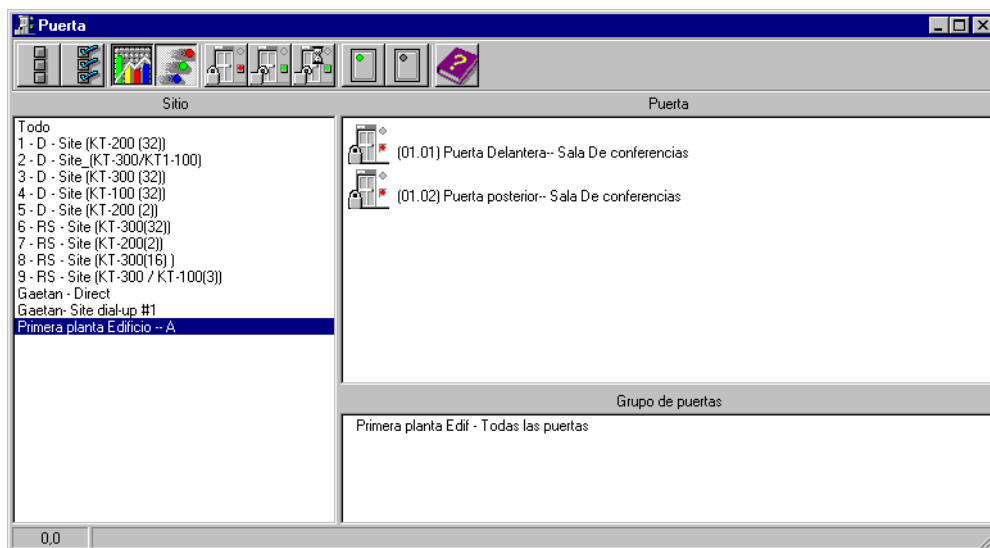 Puerta
Sitio
Todo
1 - D - Site (KT-200 (32))
2 - D - Site_(KT-300/KT1-100)
3 - D - Site (KT-300 (32))
4 - D - Site (KT-100 (32))
5 - D - Site (KT-200 (2))
6 - RS - Site (KT-300(32))
7 - RS - Site (KT-200(2))
8 - RS - Site (KT-300(16) )
9 - RS - Site (KT-300 / KT-100(3))
Gaetan - Direct
Gaetan- Site dial-up #1
Primera planta Edificio -- A
Puerta
(01.01) Puerta Delantera-- Sala De conferencias
(01.02) Puerta posterior-- Sala De conferencias
Grupo de puertas
Primera planta Edif - Todas las puertas
0,0